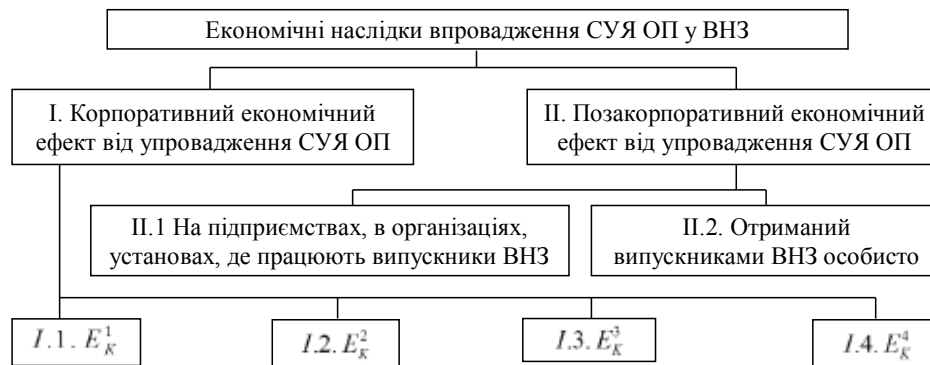 Економічні наслідки впровадження СУЯ ОП у ВНЗ
І. Корпоративний економічний
ефект від упровадження СУЯ ОП
ІІ. Позакорпоративний економічний
ефект від упровадження СУЯ ОП
ІІ.1 На підприємствах, в організаціях,
установах, де працюють випускники ВНЗ
ІІ.2. Отриманий
випускниками ВНЗ особисто
I.1. E_K^1
I.2. E_K^2
I.3. E_K^3
I.4. E_K^4